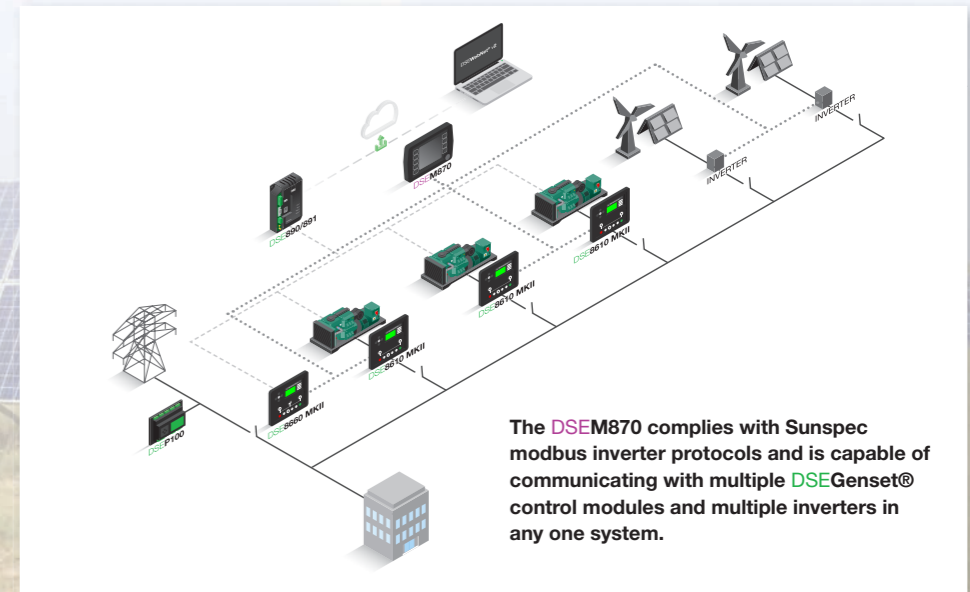 DSEWebNet®
INVERTER
INVERTER
DSEM870
DSE890/891
DSE8610 MKII
DSE8610 MKII
DSE8610 MKII
DSE8660 MKII
DSEP100
The DSEM870 complies with Sunspec
modbus inverter protocols and is capable of
communicating with multiple DSEGenset®
control modules and multiple inverters in
any one system.